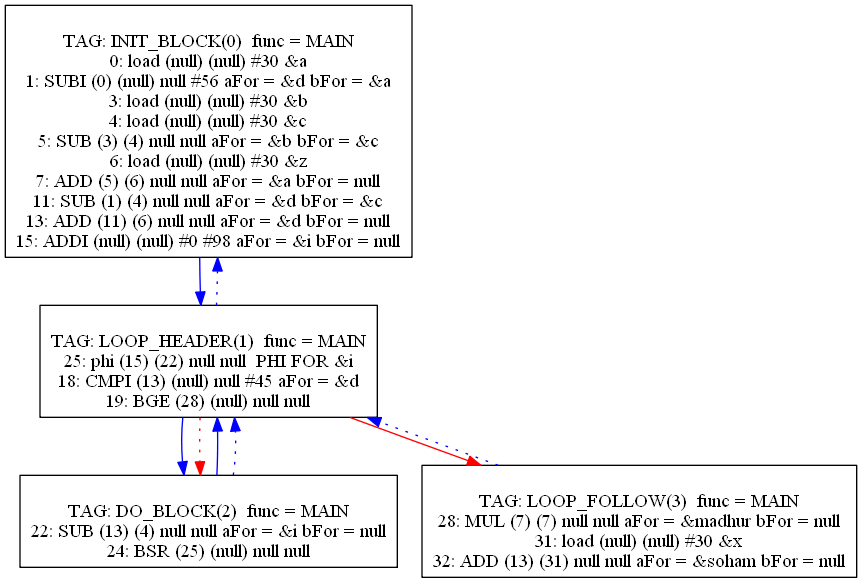 TAG: INIT_BLOCK(0) func = MAIN
0: load (null) (null) #30 &a
1: SUBI (0) (null) null #56 aFor = &d bFor = &a
3: load (null) (null) #30 &b
4: load (null) (null) #30 &c
5: SUB (3) (4) null null aFor = &b bFor = &c
6: load (null) (null) #30 &z
7: ADD (5) (6) null null aFor = &a bFor = null
11: SUB (1) (4) null null aFor = &d bFor = &c
13: ADD (11) (6) null null aFor = &d bFor = null
15: ADDI (null) (null) #0 #98 aFor = &i bFor = null
TAG: LOOP_HEADER(1) func = MAIN
25: phi (15) (22) null null PHI FOR &i
18: CMPI (13) (null) null #45 aFor = &d
19: BGE (28) (null) null null
TAG: DO_BLOCK(2) func = MAIN
22: SUB (13) (4) null null aFor = &i bFor = null
24: BSR (25) (null) null null
TAG: LOOP_FOLLOW(3) func = MAIN
28: MUL (7) (7) null null aFor = &madhur bFor = null
31: load (null) (null) #30 &x
32: ADD (13) (31) null null aFor = &soham bFor = null